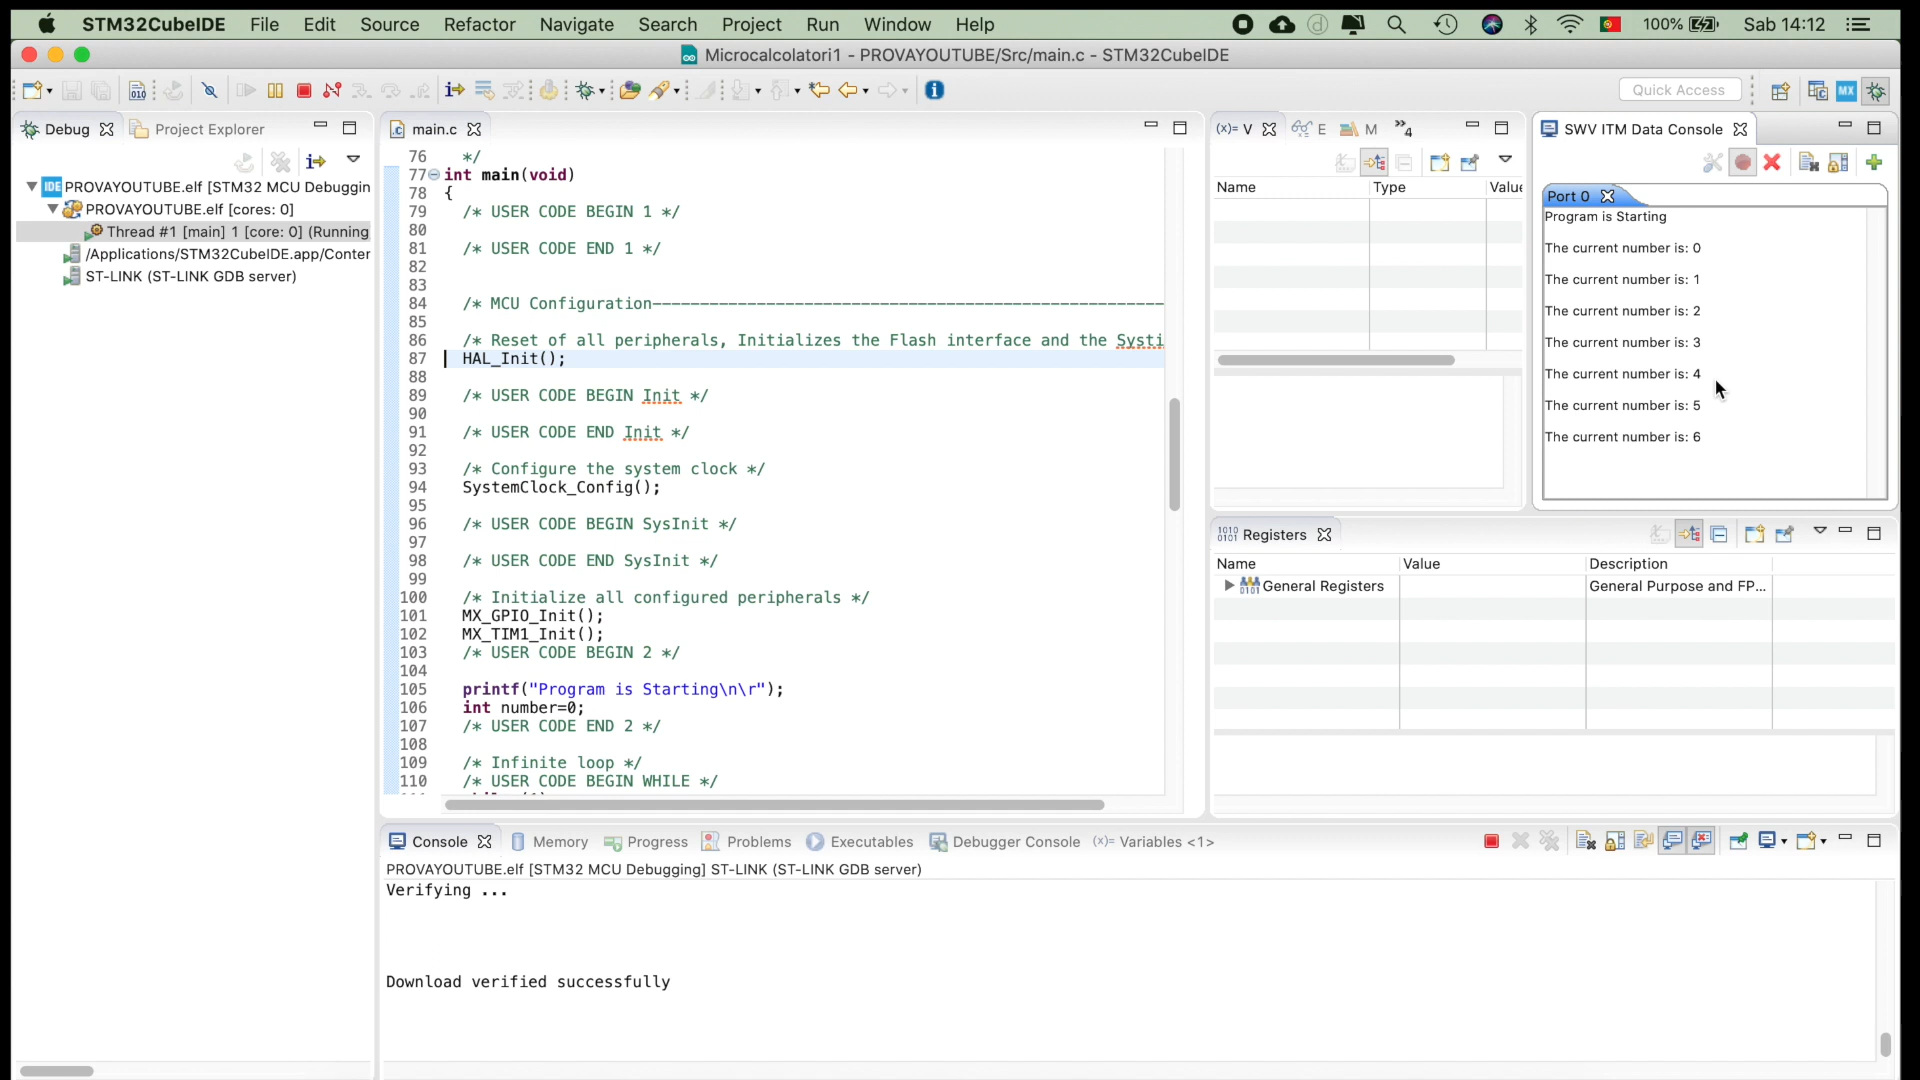 STM32CubeIDE File Edit Source Refactor Navigate Search Project Run Window Help 100% Sab 14:12
Microcalcolatori1 - PROVAYOUTUBE/Src/main.c - STM32CubeIDE
Quick Access
MX
Debug Project Explorer
PROVAYOUTUBE.elf [STM32 MCU Debuggin
PROVAYOUTUBE.elf [cores: 0]
Thread #1 [main] 1 [core: 0] (Running
/Applications/STM32CubeIDE.app/Conter
ST-LINK (ST-LINK GDB server)
main.c
76 */
77 int main(void)
78 {
79 /* USER CODE BEGIN 1 */
80
81 /* USER CODE END 1 */
82
83
84 /* MCU Configuration--------------------------------------------------------
85
86 /* Reset of all peripherals, Initializes the Flash interface and the Systi
87 HAL_Init();
88
89 /* USER CODE BEGIN Init */
90
91 /* USER CODE END Init */
92
93 /* Configure the system clock */
94 SystemClock_Config();
95
96 /* USER CODE BEGIN SysInit */
97
98 /* USER CODE END SysInit */
99
100 /* Initialize all configured peripherals */
101 MX_GPIO_Init();
102 MX_TIM1_Init();
103 /* USER CODE BEGIN 2 */
104
105 printf("Program is Starting\n\r");
106 int number=0;
107 /* USER CODE END 2 */
108
109 /* Infinite loop */
110 /* USER CODE BEGIN WHILE */
(x)= V E M »4
Name Type Valu
SWV ITM Data Console
Port 0
Program is Starting
The current number is: 0
The current number is: 1
The current number is: 2
The current number is: 3
The current number is: 4
The current number is: 5
The current number is: 6
Registers
Name Value Description
General Registers General Purpose and FP...
Console Memory Progress Problems Executables Debugger Console (x)= Variables <1>
PROVAYOUTUBE.elf [STM32 MCU Debugging] ST-LINK (ST-LINK GDB server)
Verifying ...
Download verified successfully